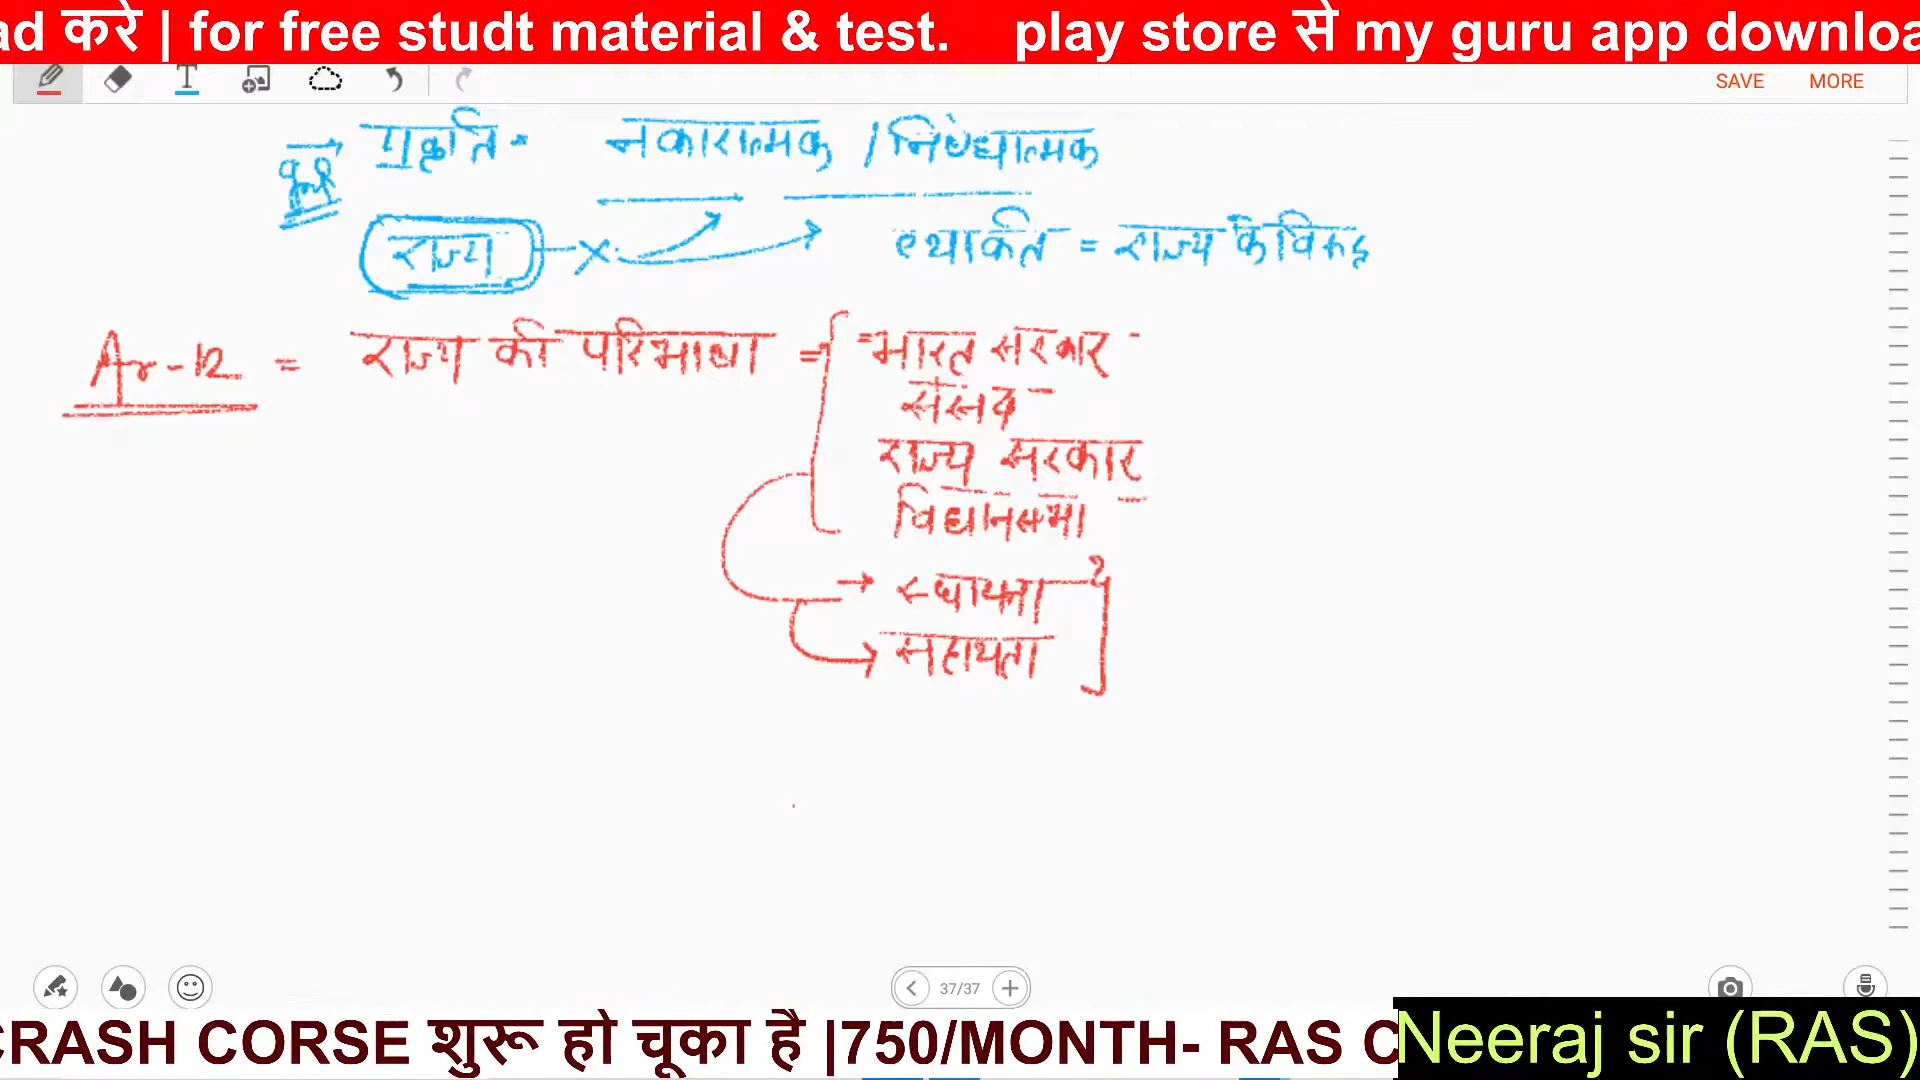 ad करे | for free studt material & test. play store से my guru app downloa
SAVE MORE
प्रकृति - नकारात्मक / निषेधात्मक
राज्य व्यक्ति = राज्य के विरुद्ध
Ar-12 = राज्य की परिभाषा = भारत सरकार
संसद
राज्य सरकार
विधानसभा
→ स्थापना
→ सहायता
37/37
CRASH CORSE शुरू हो चूका है |750/MONTH- RAS C
Neeraj sir (RAS)